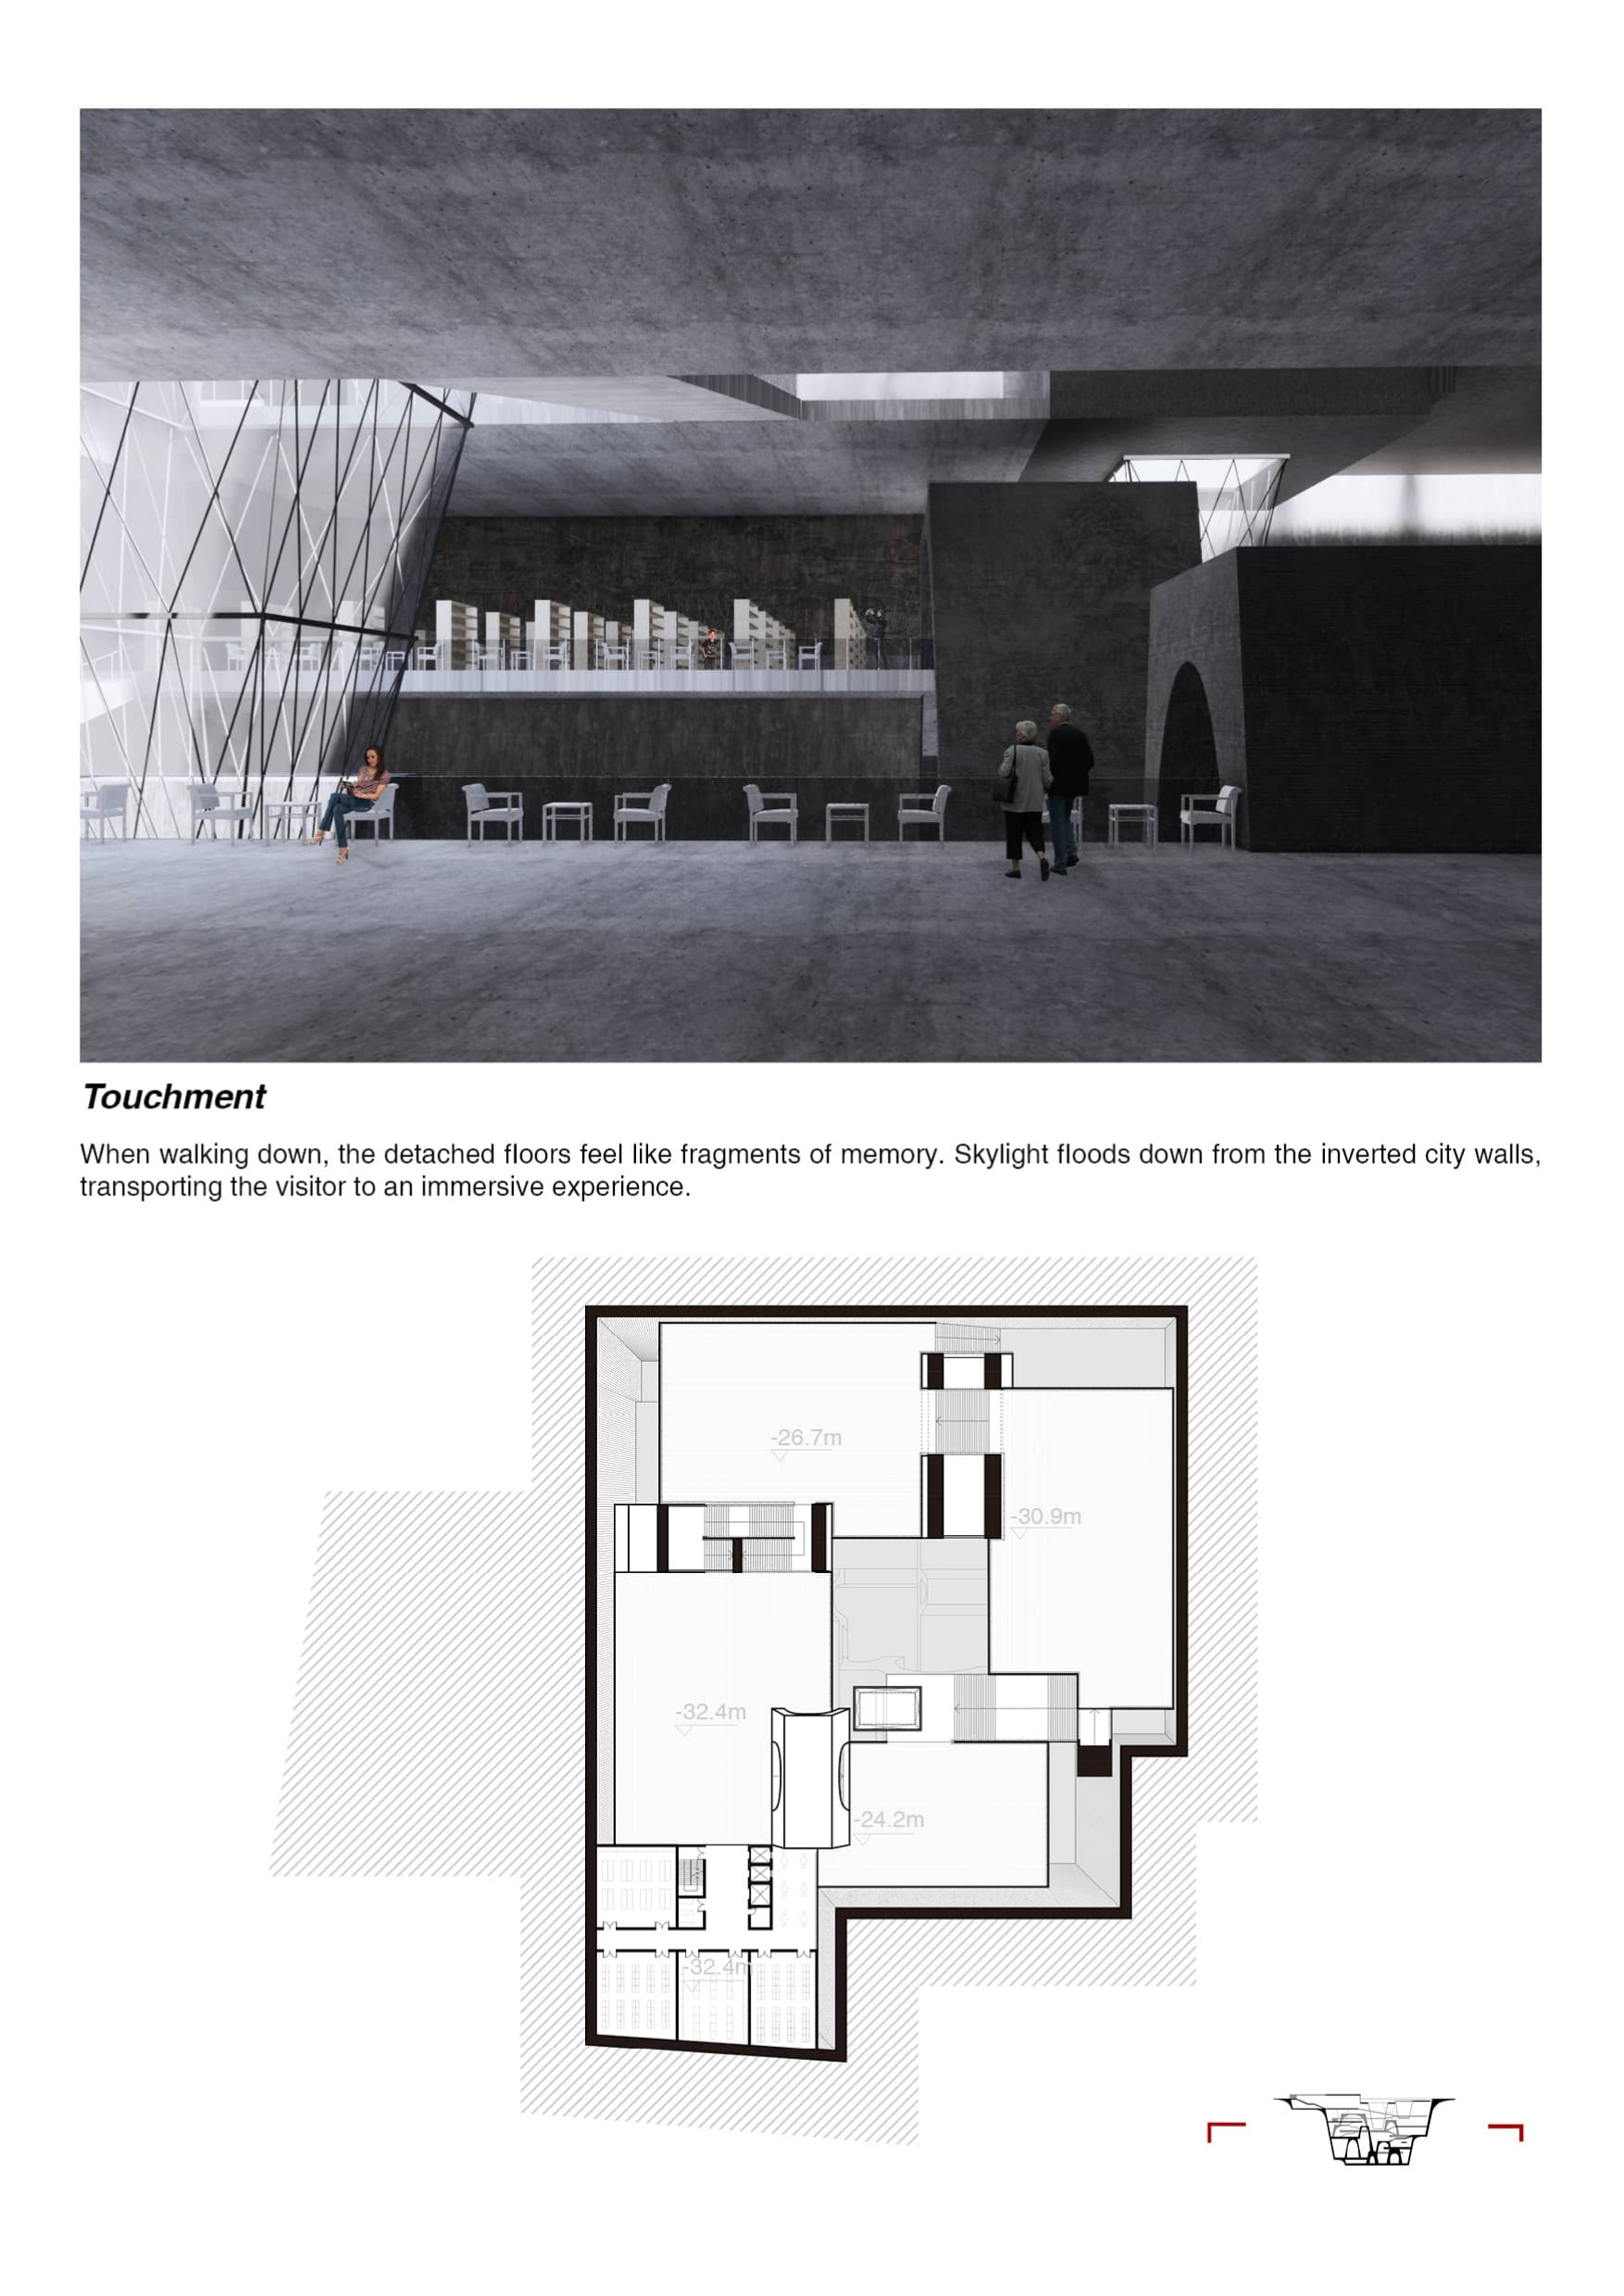 Touchment
When walking down, the detached floors feel like fragments of memory. Skylight floods down from the inverted city walls,
transporting the visitor to an immersive experience.
-26.7m
-30.9m
-32.4m
-24.2m
-32.4m